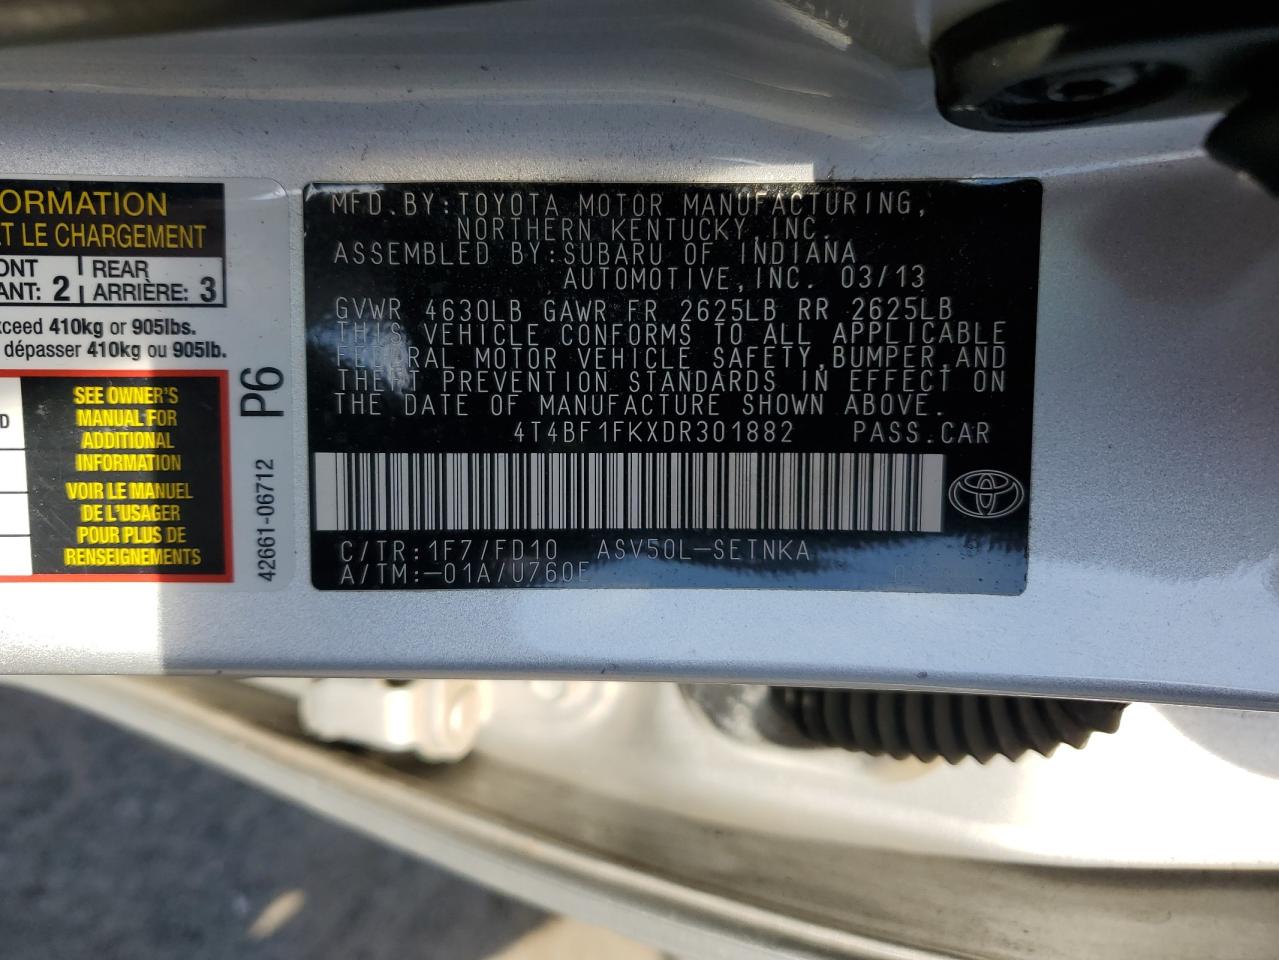 ORMATION
ET LE CHARGEMENT
ONT 2 REAR 3
ANT: ARRIÈRE:
xceed 410kg or 905lbs.
dépasser 410kg ou 905lb.
D
SEE OWNER'S
MANUAL FOR
ADDITIONAL
INFORMATION
VOIR LE MANUEL
DE L'USAGER
POUR PLUS DE
RENSEIGNEMENTS
P6
42661-06712
MFD.BY:TOYOTA MOTOR MANUFACTURING,
NORTHERN KENTUCKY,INC.
ASSEMBLED BY:SUBARU OF INDIANA
AUTOMOTIVE,INC. 03/13
GVWR 4630LB GAWR FR 2625LB RR 2625LB
THIS VEHICLE CONFORMS TO ALL APPLICABLE
FEDERAL MOTOR VEHICLE SAFETY,BUMPER,AND
THEFT PREVENTION STANDARDS IN EFFECT ON
THE DATE OF MANUFACTURE SHOWN ABOVE.
4T4BF1FKXDR301882 PASS.CAR
C/TR:1F7/FD10 ASV50L-SETNKA
A/TM:-01A/U760E